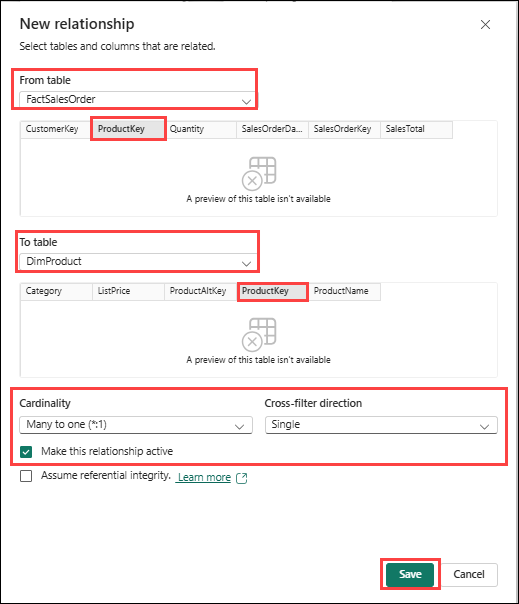 New relationship
Select tables and columns that are related.
From table
FactSalesOrder
CustomerKey ProductKey Quantity SalesOrderDa... SalesOrderKey SalesTotal
A preview of this table isn't available
To table
DimProduct
Category ListPrice ProductAltKey ProductKey ProductName
A preview of this table isn't available
Cardinality Cross-filter direction
Many to one (*:1) Single
Make this relationship active
Assume referential integrity. Learn more
Save Cancel